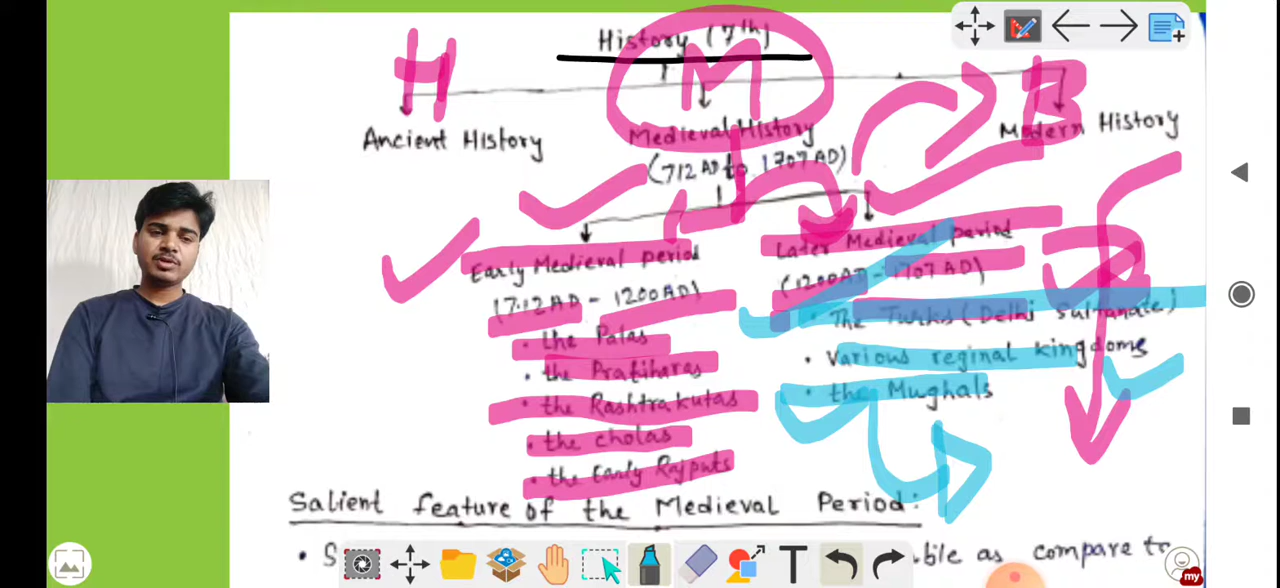 History (7th)
H M B
Ancient History Medieval History Modern History
(712 AD to 1707 AD)
Early Medieval period Later Medieval period
(712 AD - 1200 AD) (1200 AD - 1707 AD)
• the Palas • The Turks (Delhi Sultanate)
• the Pratiharas • Various reginal kingdoms
• the Rashtrakutas • the Mughals
• the cholas
• the Early Rajputs
Salient feature of the Medieval Period:
• ble as compare to
T
my